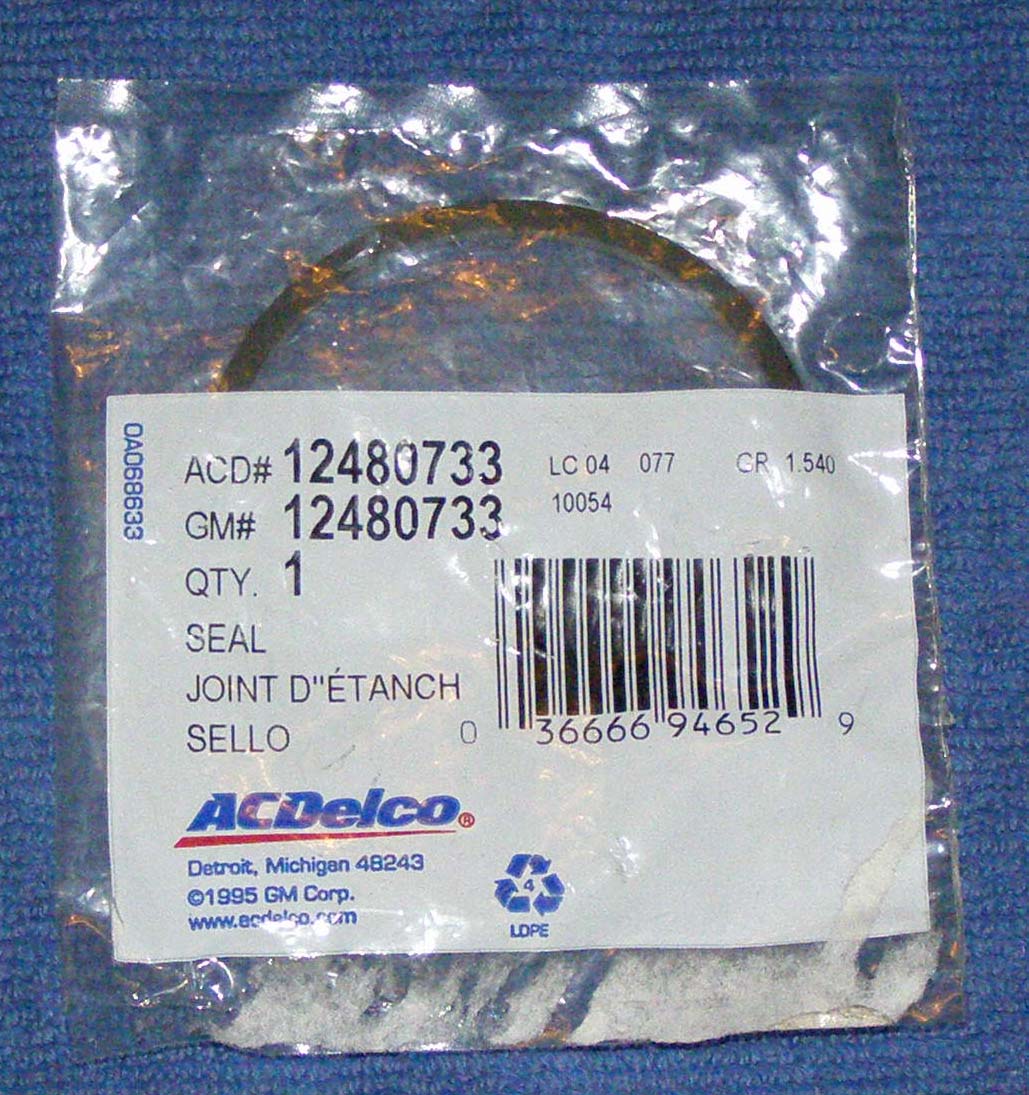 0A068633
ACD# 12480733 LC 04 077 GR 1.540
GM# 12480733 10054
QTY. 1
SEAL
JOINT D"ÉTANCH
SELLO
0 36666 94652 9
ACDelco®
Detroit, Michigan 48243
©1995 GM Corp.
www.acdelco.com
4
LDPE